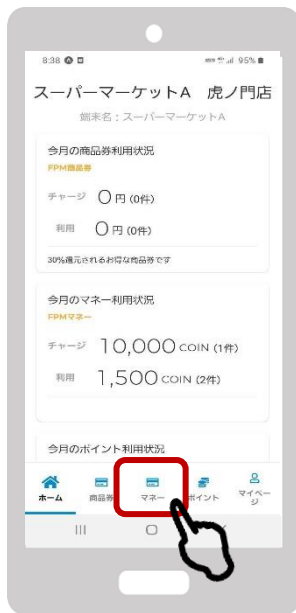 8:38 95%
スーパーマーケットA 虎ノ門店
端末名：スーパーマーケットA
今月の商品券利用状況
FPM商品券
チャージ 0円 (0件)
利用 0円 (0件)
30%還元されるお得な商品券です
今月のマネー利用状況
FPMマネー
チャージ 10,000 COIN (1件)
利用 1,500 COIN (2件)
今月のポイント利用状況
ホーム 商品券 マネー ポイント マイページ